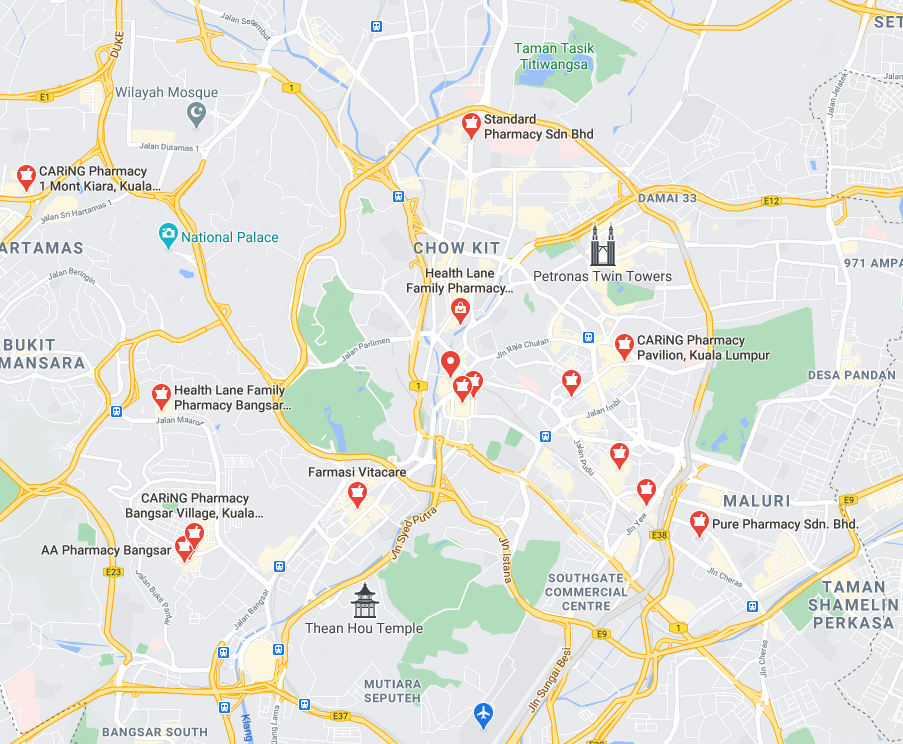 Jalan Sesumbut
SET
DUKE
Taman Tasik
Titiwangsa
E1
1
Wilayah Mosque
Jalan Dutamas 1
Standard
Pharmacy Sdn Bhd
CARiNG Pharmacy
1 Mont Kiara, Kuala...
Jalan Sri Hartamas 1
DAMAI 33
E12
ARTAMAS
National Palace
CHOW KIT
Petronas Twin Towers
971 AMPA
Jalan Beringin
Health Lane
Family Pharmacy...
BUKIT
MANSARA
Jalan Parlimen
Jln Raja Chulan
CARiNG Pharmacy
Pavilion, Kuala Lumpur
DESA PANDAN
1
Health Lane Family
Pharmacy Bangsar...
Jalan Maarof
Jalan Imbi
Jalan Pudu
Farmasi Vitacare
CARiNG Pharmacy
Bangsar Village, Kuala...
MALURI
E9
Jln Yew
Pure Pharmacy Sdn. Bhd.
AA Pharmacy Bangsar
Jln Syed Putra
E38
Jln Istana
E23
Jalan Bukit Pantai
Jalan Bangsar
SOUTHGATE
COMMERCIAL
CENTRE
Jln Cheras
TAMAN
SHAMELIN
PERKASA
Thean Hou Temple
E9
1
Jln Cheras
Jln Sungai Besi
MUTIARA
SEPUTEH
E37
Klang
Klang Lama
BANGSAR SOUTH